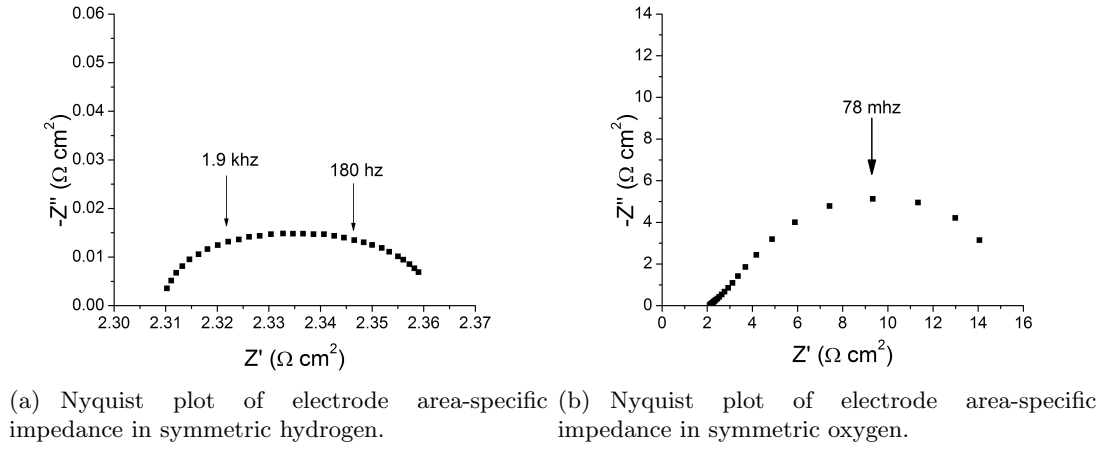 0.06
0.05
0.04
0.03
0.02
0.01
0.00
-Z'' (Ω cm2)
1.9 khz
180 hz
2.30 2.31 2.32 2.33 2.34 2.35 2.36 2.37
Z' (Ω cm2)
14
12
10
8
6
4
2
0
-Z'' (Ω cm2)
78 mhz
0 2 4 6 8 10 12 14 16
Z' (Ω cm2)
(a) Nyquist plot of electrode area-specific
impedance in symmetric hydrogen.
(b) Nyquist plot of electrode area-specific
impedance in symmetric oxygen.